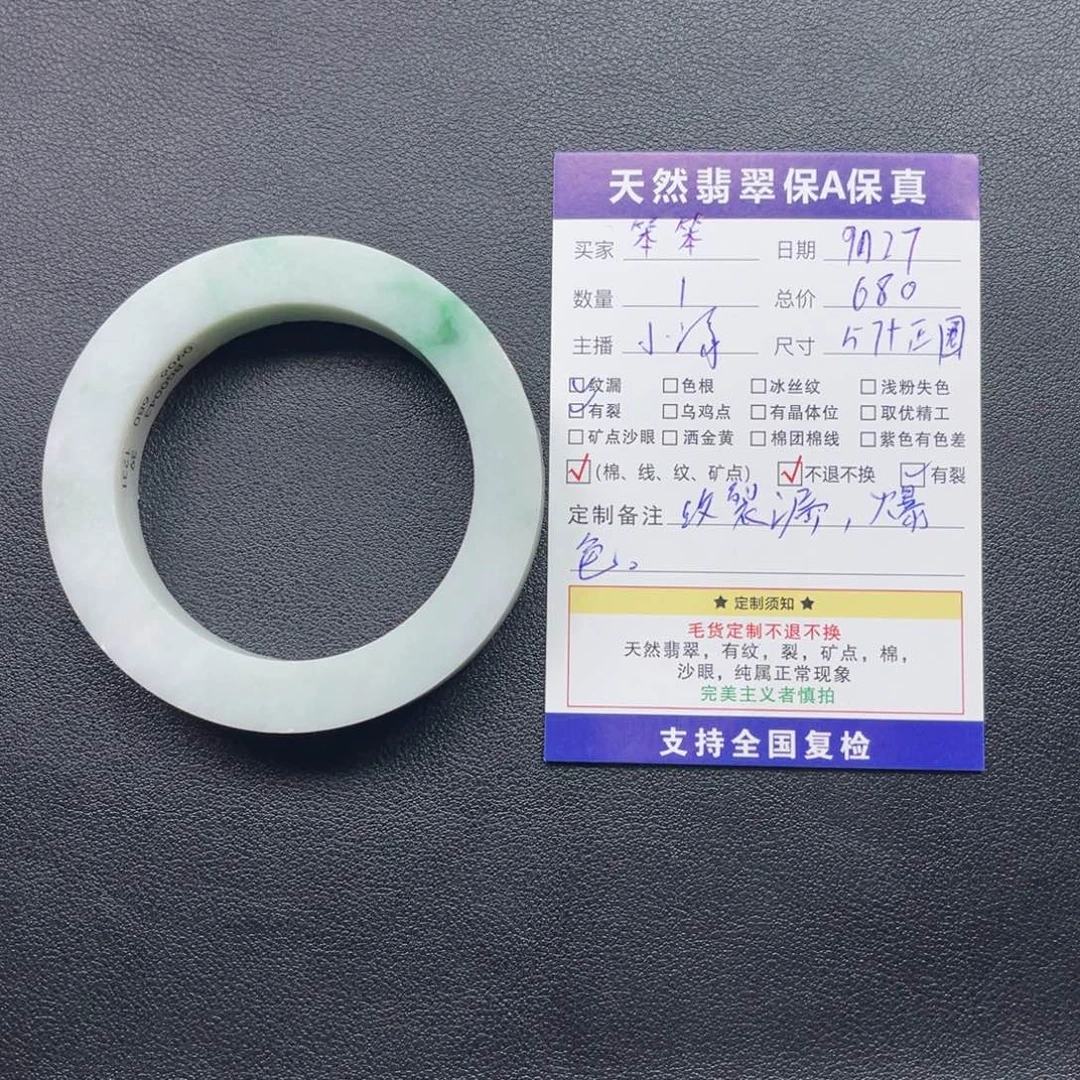 天然翡翠保A保真
买家 笨笨 日期 9月27
数量 1 总价 680
主播 小 尺寸 57+正圈
纹漏 色根 冰丝纹 浅粉失色
有裂 乌鸡点 有晶体位 取优精工
矿点沙眼 洒金黄 棉团棉线 紫色有色差
(棉、线、纹、矿点) 不退不换 有裂
定制备注 纹裂漏，爆
色。
★ 定制须知 ★
毛货定制不退不换
天然翡翠，有纹，裂，矿点，棉，
沙眼，纯属正常现象
完美主义者慎拍
支持全国复检